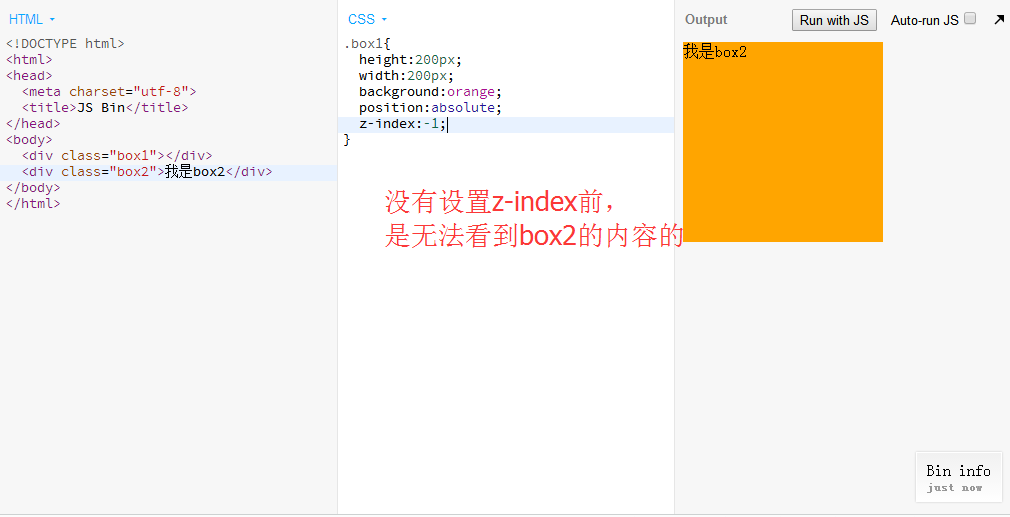 HTML
<!DOCTYPE html>
<html>
<head>
<meta charset="utf-8">
<title>JS Bin</title>
</head>
<body>
<div class="box1"></div>
<div class="box2">我是box2</div>
</body>
</html>
CSS
.box1{
height:200px;
width:200px;
background:orange;
position:absolute;
z-index:-1;
}
没有设置z-index前，
是无法看到box2的内容的
Output
Run with JS
Auto-run JS
我是box2
Bin info
just now